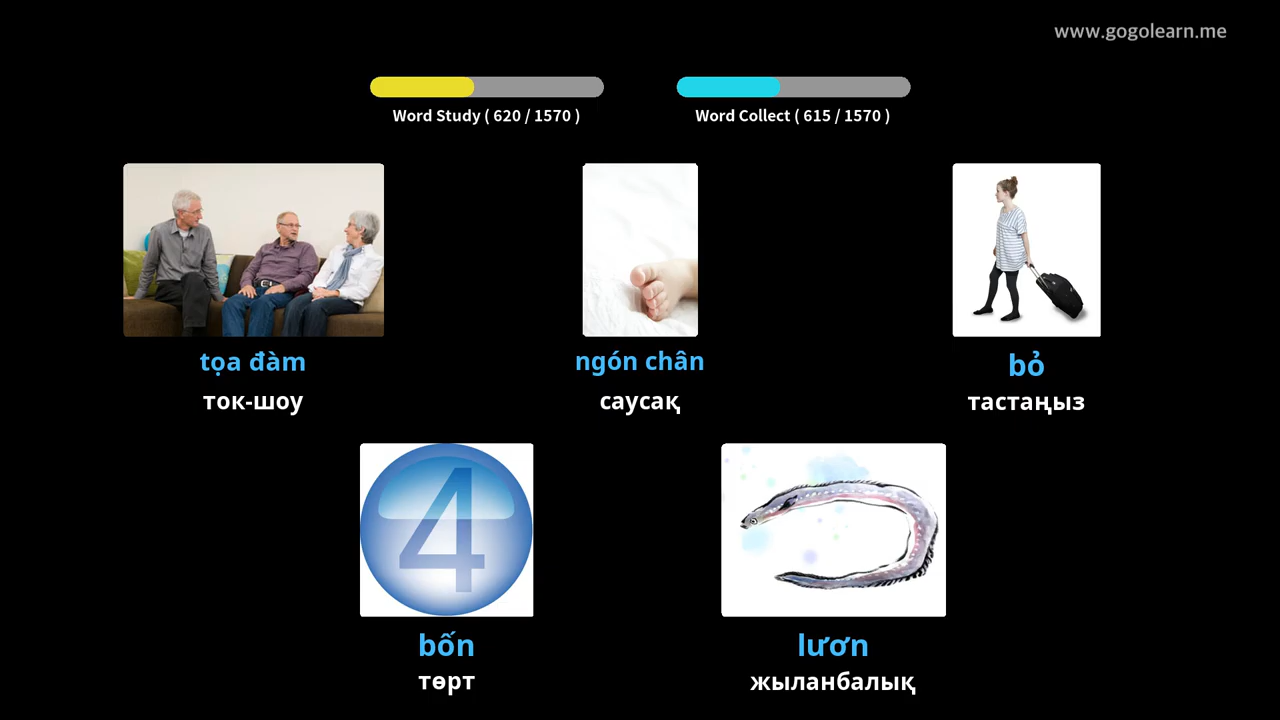 www.gogolearn.me
Word Study ( 620 / 1570 )
Word Collect ( 615 / 1570 )
tọa đàm
ток-шоу
ngón chân
саусақ
bỏ
тастаңыз
4
bốn
төрт
lươn
жыланбалық